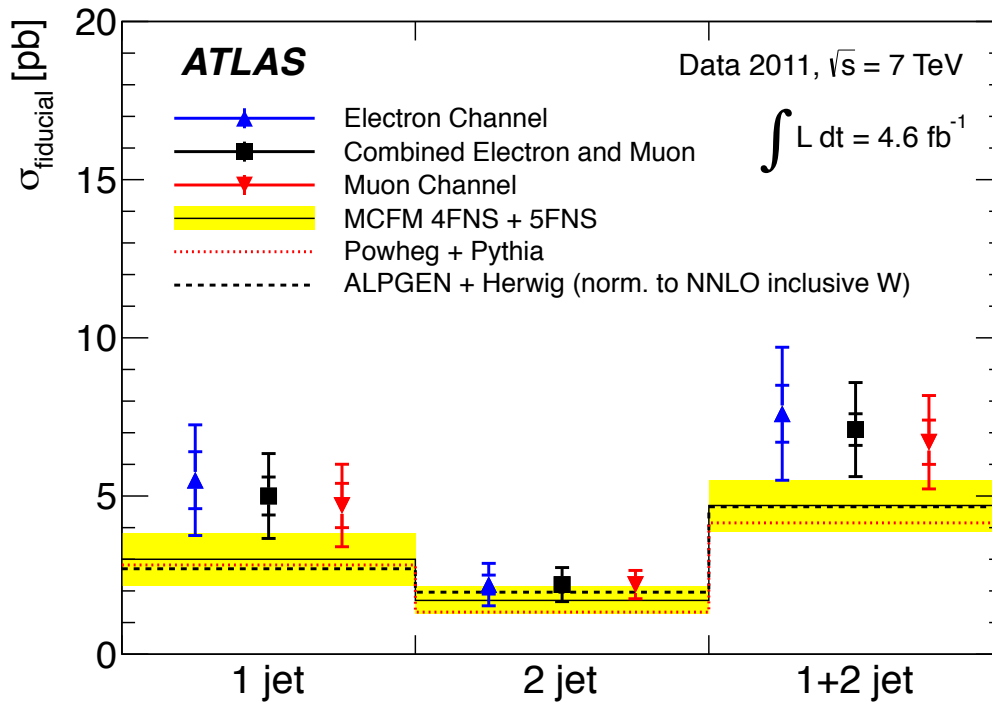 σfiducial [pb]
20
15
10
5
0
ATLAS
Data 2011, √s = 7 TeV
∫ L dt = 4.6 fb⁻¹
Electron Channel
Combined Electron and Muon
Muon Channel
MCFM 4FNS + 5FNS
Powheg + Pythia
ALPGEN + Herwig (norm. to NNLO inclusive W)
1 jet
2 jet
1+2 jet